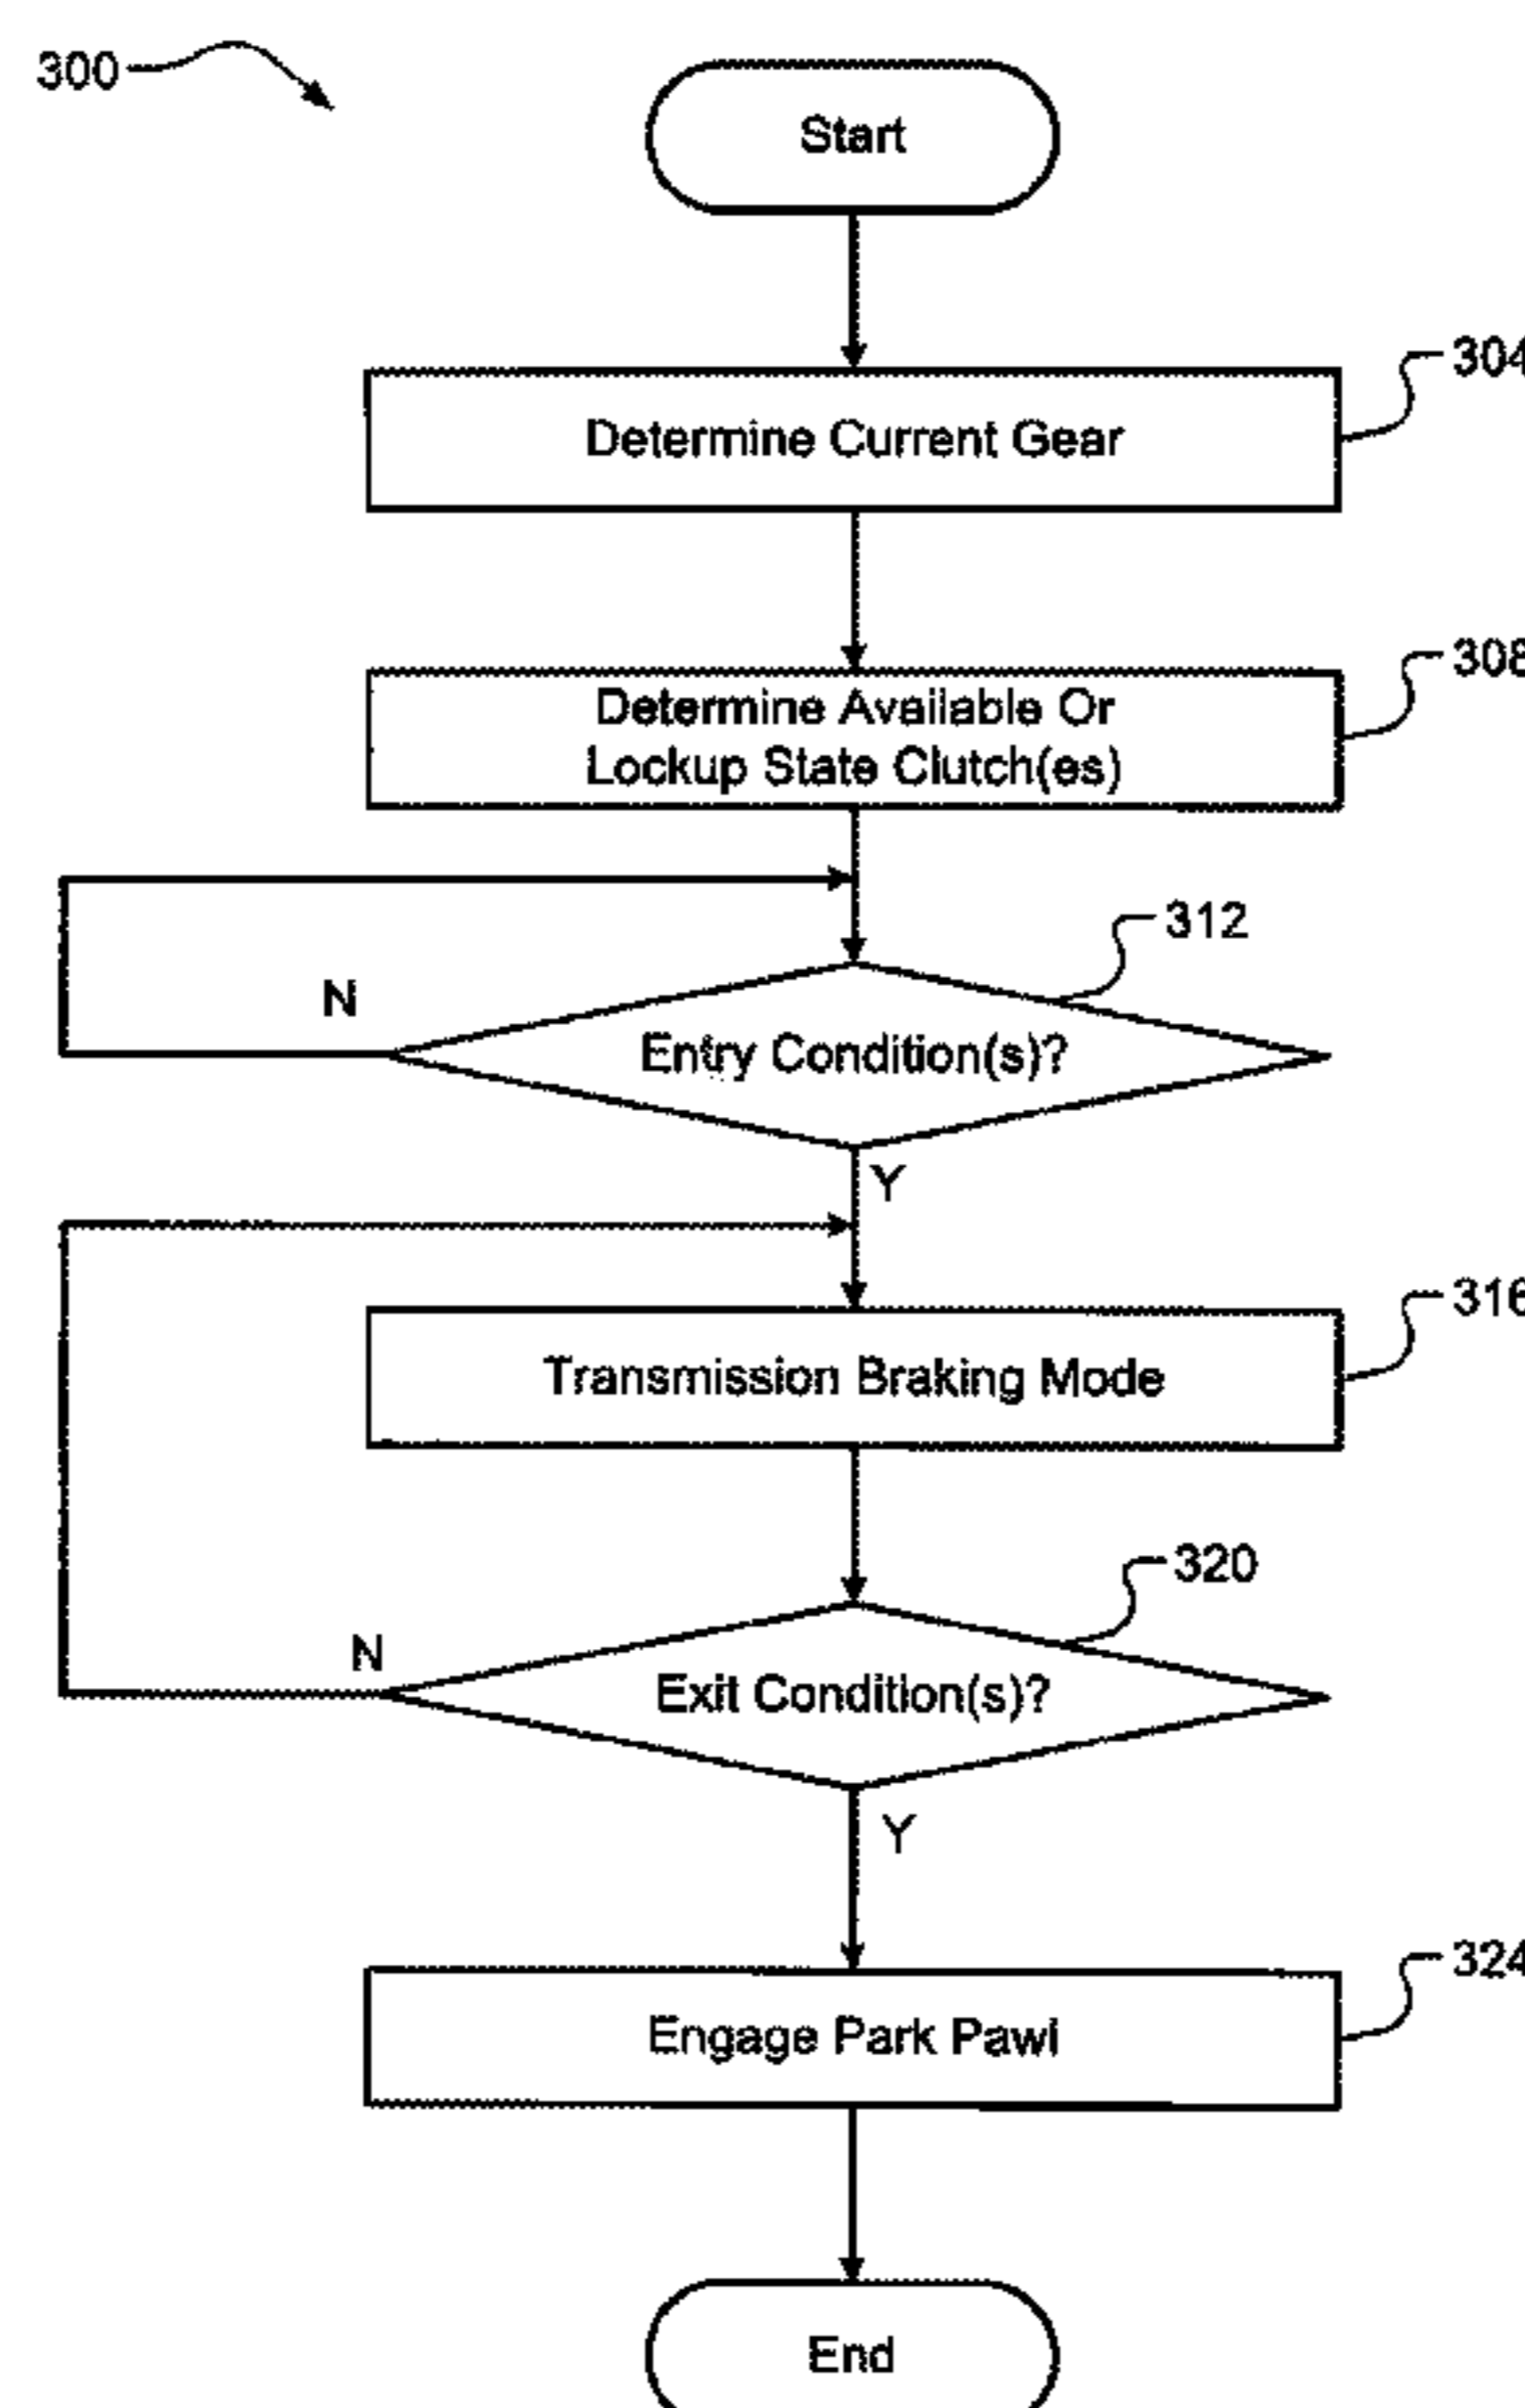 300
Start
304
Determine Current Gear
308
Determine Available Or
Lockup State Clutch(es)
312
N
Entry Condition(s)?
Y
316
Transmission Braking Mode
320
N
Exit Condition(s)?
Y
324
Engage Park Pawl
End